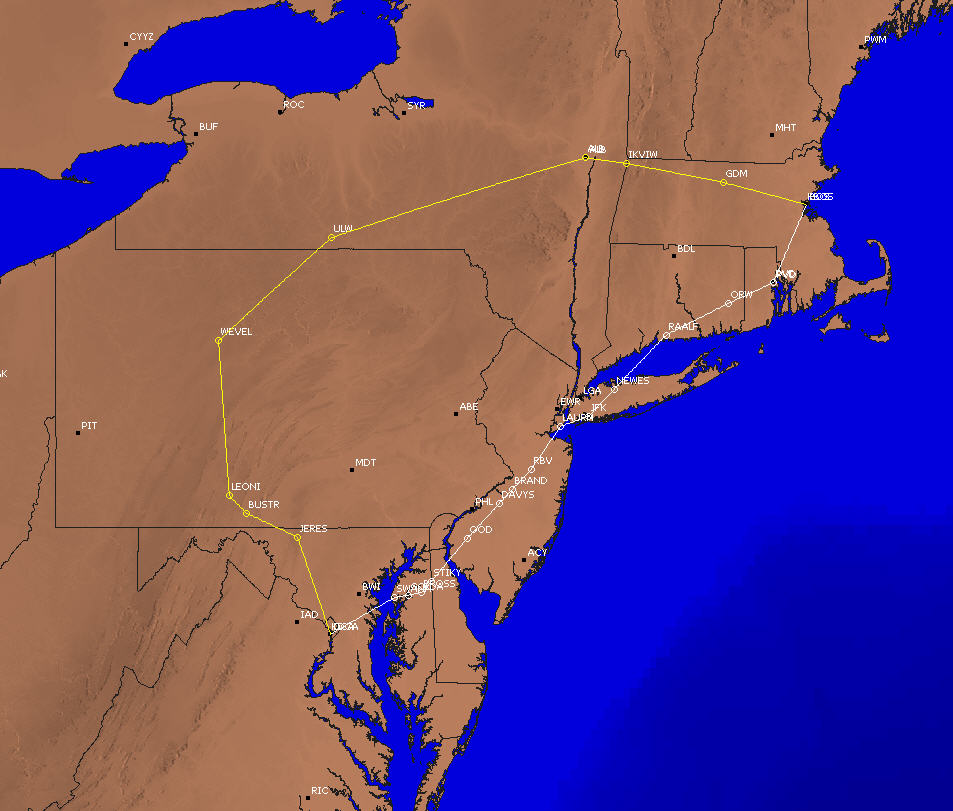 CYYZ
PWM
ROC
SYR
BUF
MHT
ALB
IKVIW
GDM
ULW
BDL
PVD
ORW
RAALF
WEVEL
K
NEWES
LGA
EWR
JFK
ABE
LAURN
PIT
MDT
RBV
BRAND
LEONI
DAVYS
BUSTR
PHL
JERES
OOD
ACY
STIKY
BROSS
BWI
IAD
RIC